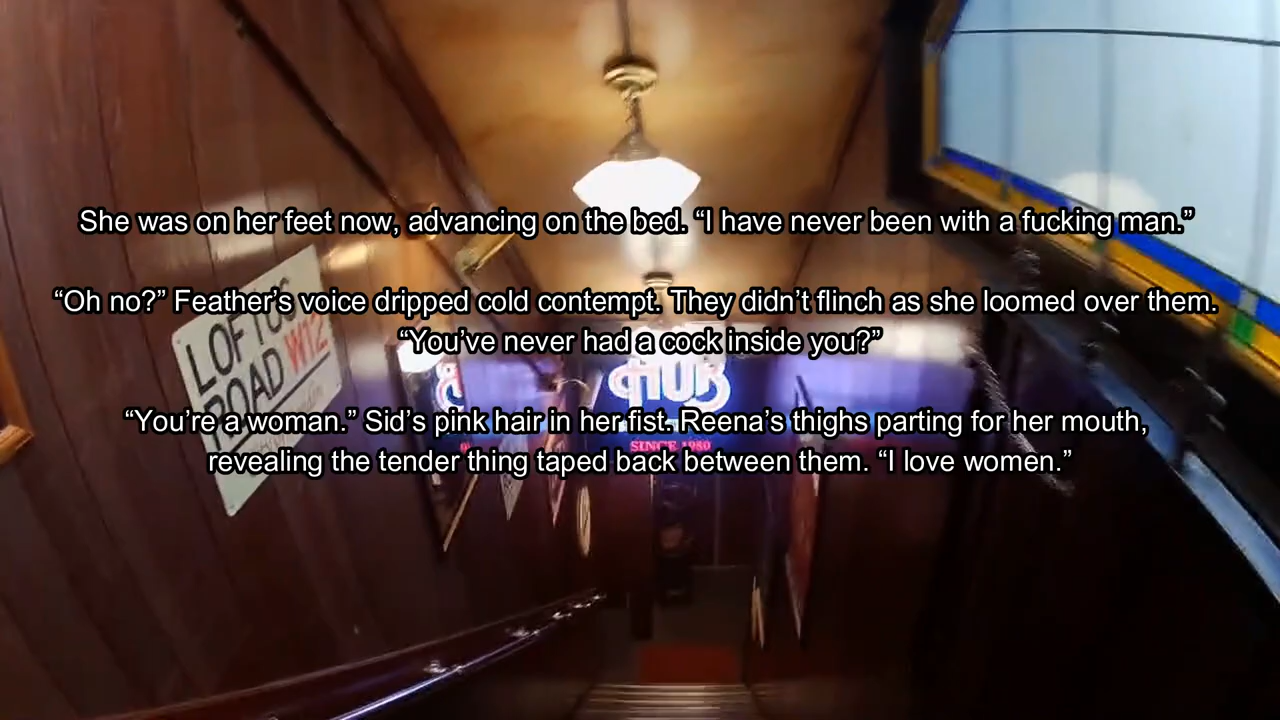 She was on her feet now, advancing on the bed. “I have never been with a fucking man.”
“Oh no?” Feather’s voice dripped cold contempt. They didn’t flinch as she loomed over them.
“You’ve never had a cock inside you?”
“You’re a woman.” Sid’s pink hair in her fist. Reena’s thighs parting for her mouth,
revealing the tender thing taped back between them. “I love women.”
LOFTUS
ROAD W12
HUB
SINCE 1989